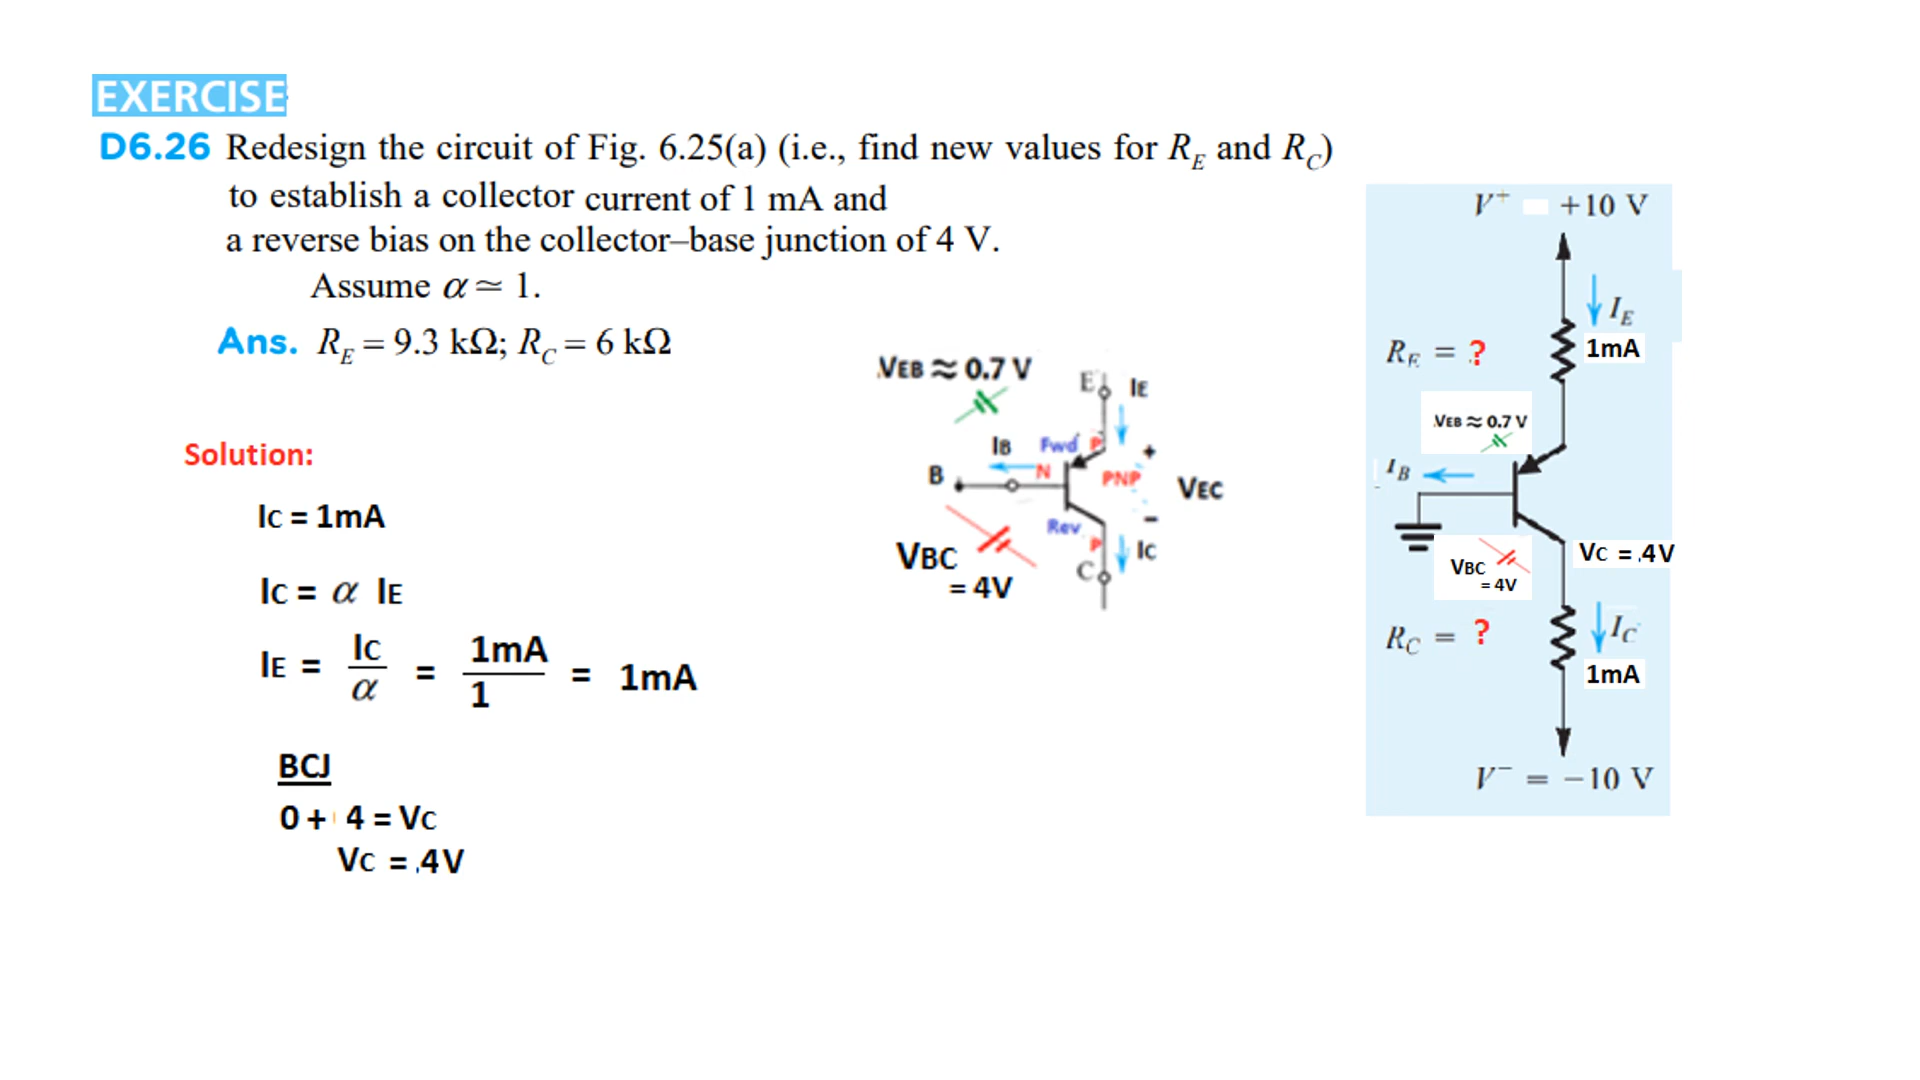 EXERCISE
D6.26 Redesign the circuit of Fig. 6.25(a) (i.e., find new values for R_E and R_C)
to establish a collector current of 1 mA and
a reverse bias on the collector–base junction of 4 V.
Assume α ≃ 1.
Ans. R_E = 9.3 kΩ; R_C = 6 kΩ
Solution:
IC = 1mA
IC = α IE
IE = IC/α = 1mA/1 = 1mA
BCJ
0 + 4 = VC
VC = .4V
VEB ≈ 0.7 V
E IE
IB Fwd P
+
B N PNP VEC
Rev
−
VBC P IC
= 4V C
V+ +10 V
IE
RE = ? 1mA
VEB ≈ 0.7 V
IB
VC = .4V
VBC
= 4V
RC = ? IC
1mA
V− = −10 V